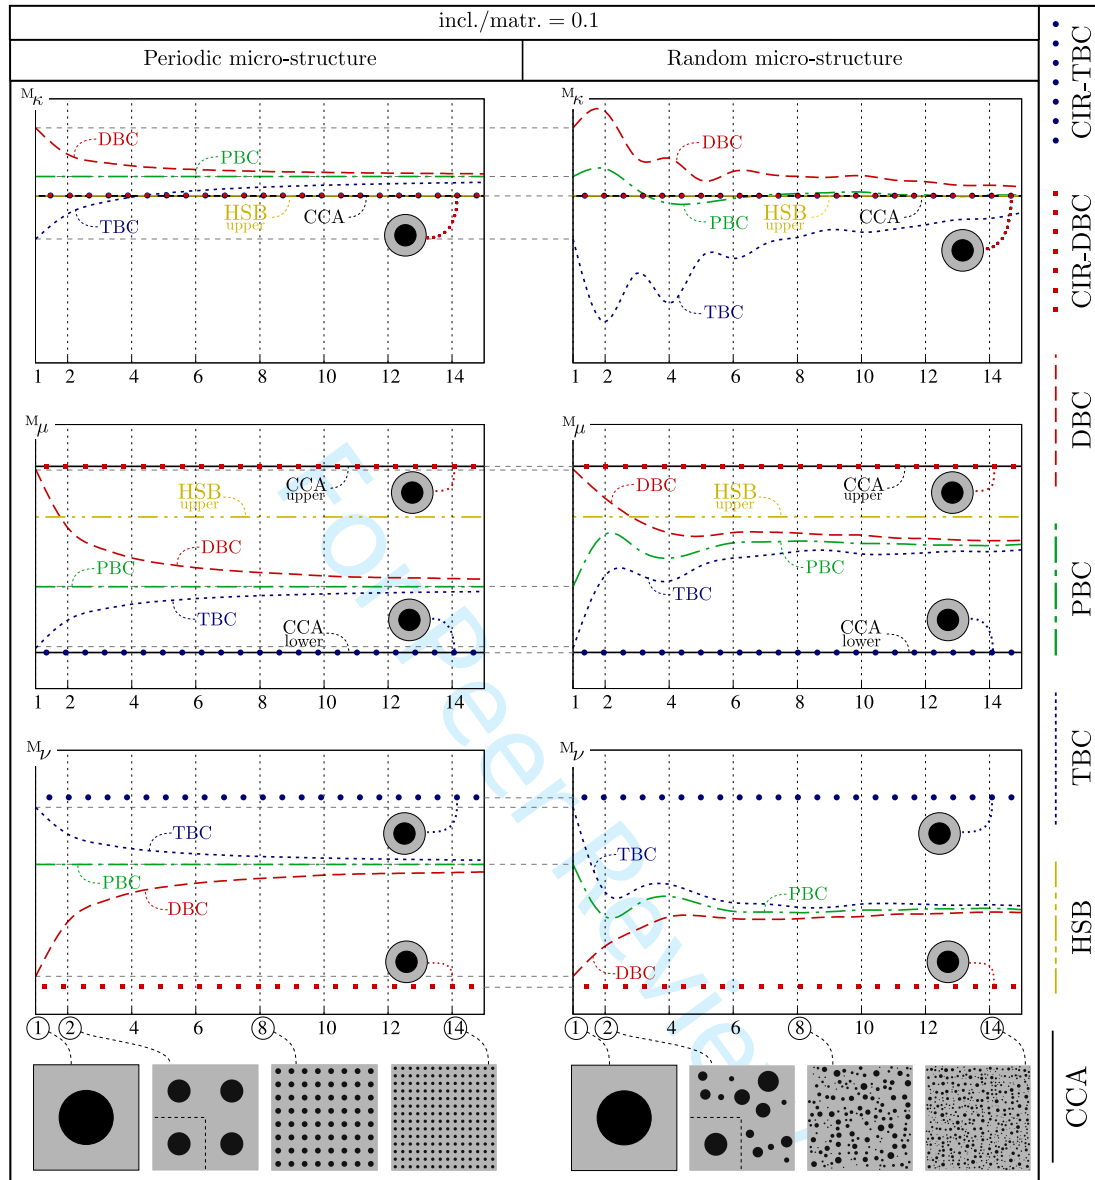 incl./matr. = 0.1
Periodic micro-structure
Random micro-structure
Mκ
DBC
PBC
TBC
HSB
upper
CCA
1 2 4 6 8 10 12 14
Mκ
DBC
PBC
HSB
upper
CCA
TBC
1 2 4 6 8 10 12 14
Mμ
CCA
upper
HSB
upper
DBC
PBC
TBC
CCA
lower
1 2 4 6 8 10 12 14
Mμ
DBC
HSB
upper
CCA
upper
PBC
TBC
CCA
lower
1 2 4 6 8 10 12 14
Mν
TBC
PBC
DBC
1 2 4 6 8 10 12 14
Mν
TBC
PBC
DBC
1 2 4 6 8 10 12 14
CIR-TBC
CIR-DBC
DBC
PBC
TBC
HSB
CCA
For Peer Review